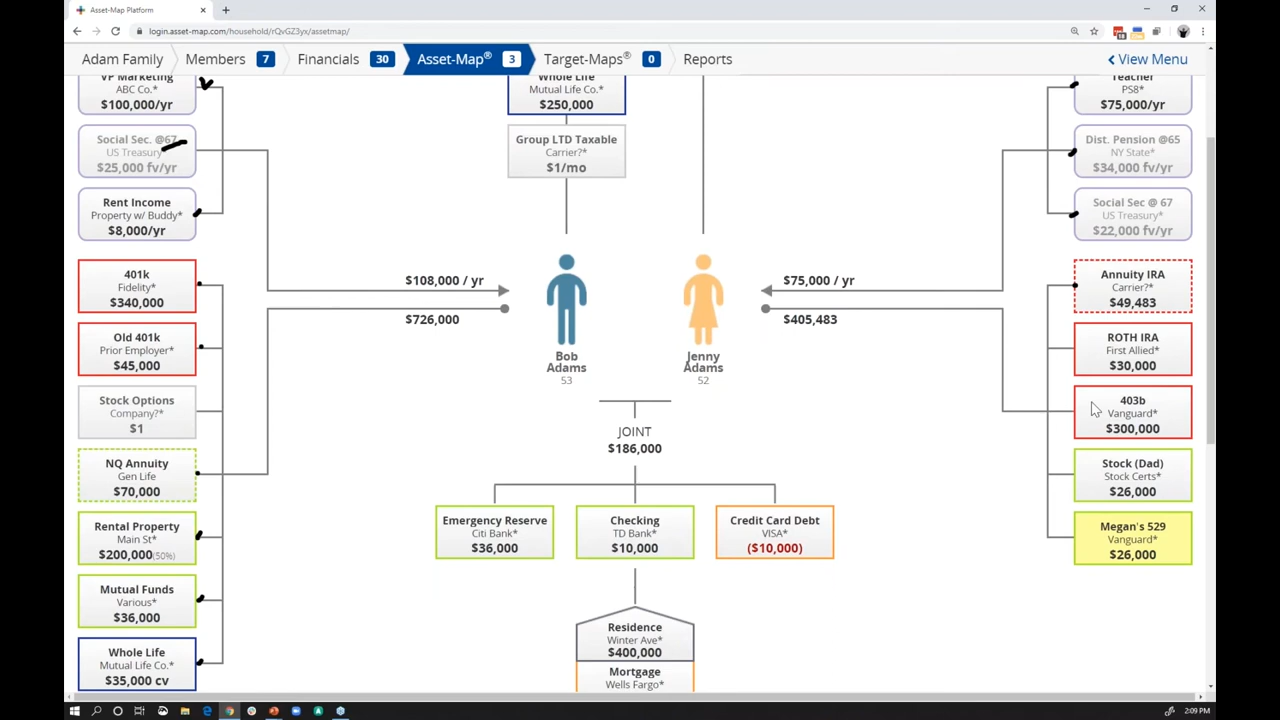 Asset-Map Platform
login.asset-map.com/household/rQvGZ3yx/assetmap/
Adam Family
Members 7
Financials 30
Asset-Map® 3
Target-Maps® 0
Reports
View Menu
VP Marketing
ABC Co.*
$100,000/yr
Social Sec. @67
US Treasury*
$25,000 fv/yr
Rent Income
Property w/ Buddy*
$8,000/yr
401k
Fidelity*
$340,000
Old 401k
Prior Employer*
$45,000
Stock Options
Company?*
$1
NQ Annuity
Gen Life
$70,000
Rental Property
Main St*
$200,000(50%)
Mutual Funds
Various*
$36,000
Whole Life
Mutual Life Co.*
$35,000 cv
Whole Life
Mutual Life Co.*
$250,000
Group LTD Taxable
Carrier?*
$1/mo
$108,000 / yr
$726,000
Bob
Adams
53
Jenny
Adams
52
$75,000 / yr
$405,483
JOINT
$186,000
Emergency Reserve
Citi Bank*
$36,000
Checking
TD Bank*
$10,000
Credit Card Debt
VISA*
($10,000)
Residence
Winter Ave*
$400,000
Mortgage
Wells Fargo*
Teacher
PS8*
$75,000/yr
Dist. Pension @65
NY State*
$34,000 fv/yr
Social Sec @ 67
US Treasury*
$22,000 fv/yr
Annuity IRA
Carrier?*
$49,483
ROTH IRA
First Allied*
$30,000
403b
Vanguard*
$300,000
Stock (Dad)
Stock Certs*
$26,000
Megan's 529
Vanguard*
$26,000
2:09 PM